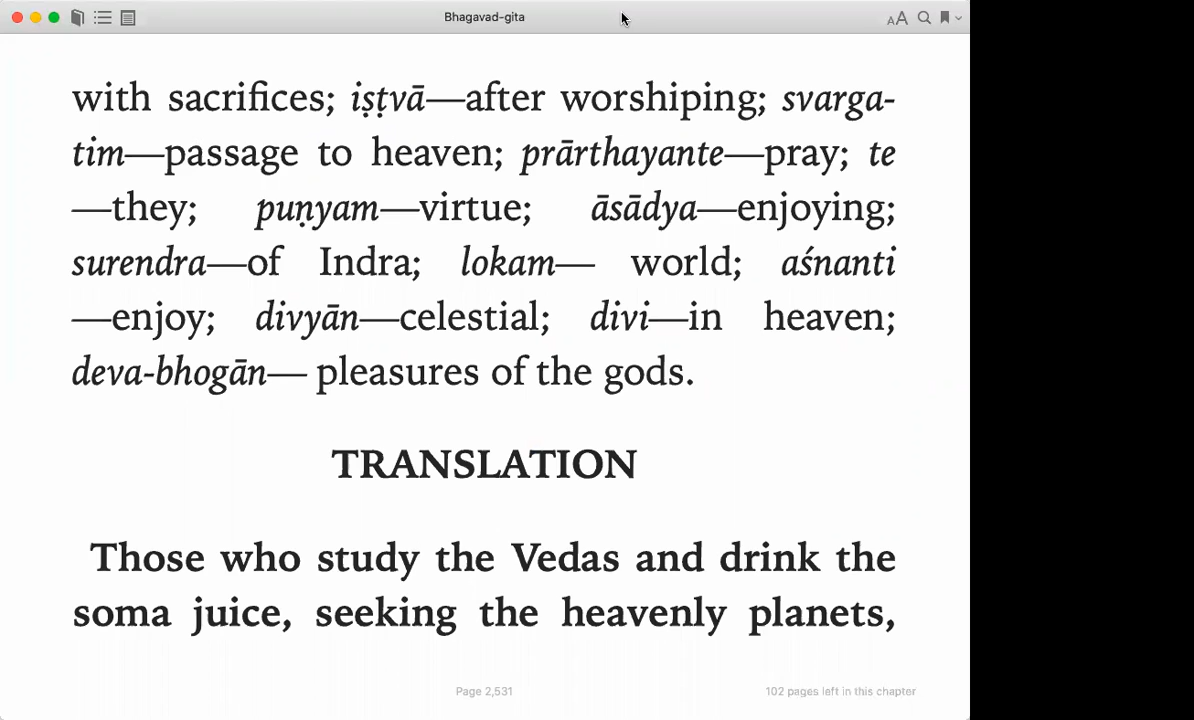 Bhagavad-gita
AA
with sacrifices; iṣṭvā—after worshiping; svarga-
tim—passage to heaven; prārthayante—pray; te
—they; puṇyam—virtue; āsādya—enjoying;
surendra—of Indra; lokam— world; aśnanti
—enjoy; divyān—celestial; divi—in heaven;
deva-bhogān— pleasures of the gods.
TRANSLATION
Those who study the Vedas and drink the
soma juice, seeking the heavenly planets,
Page 2,531
102 pages left in this chapter